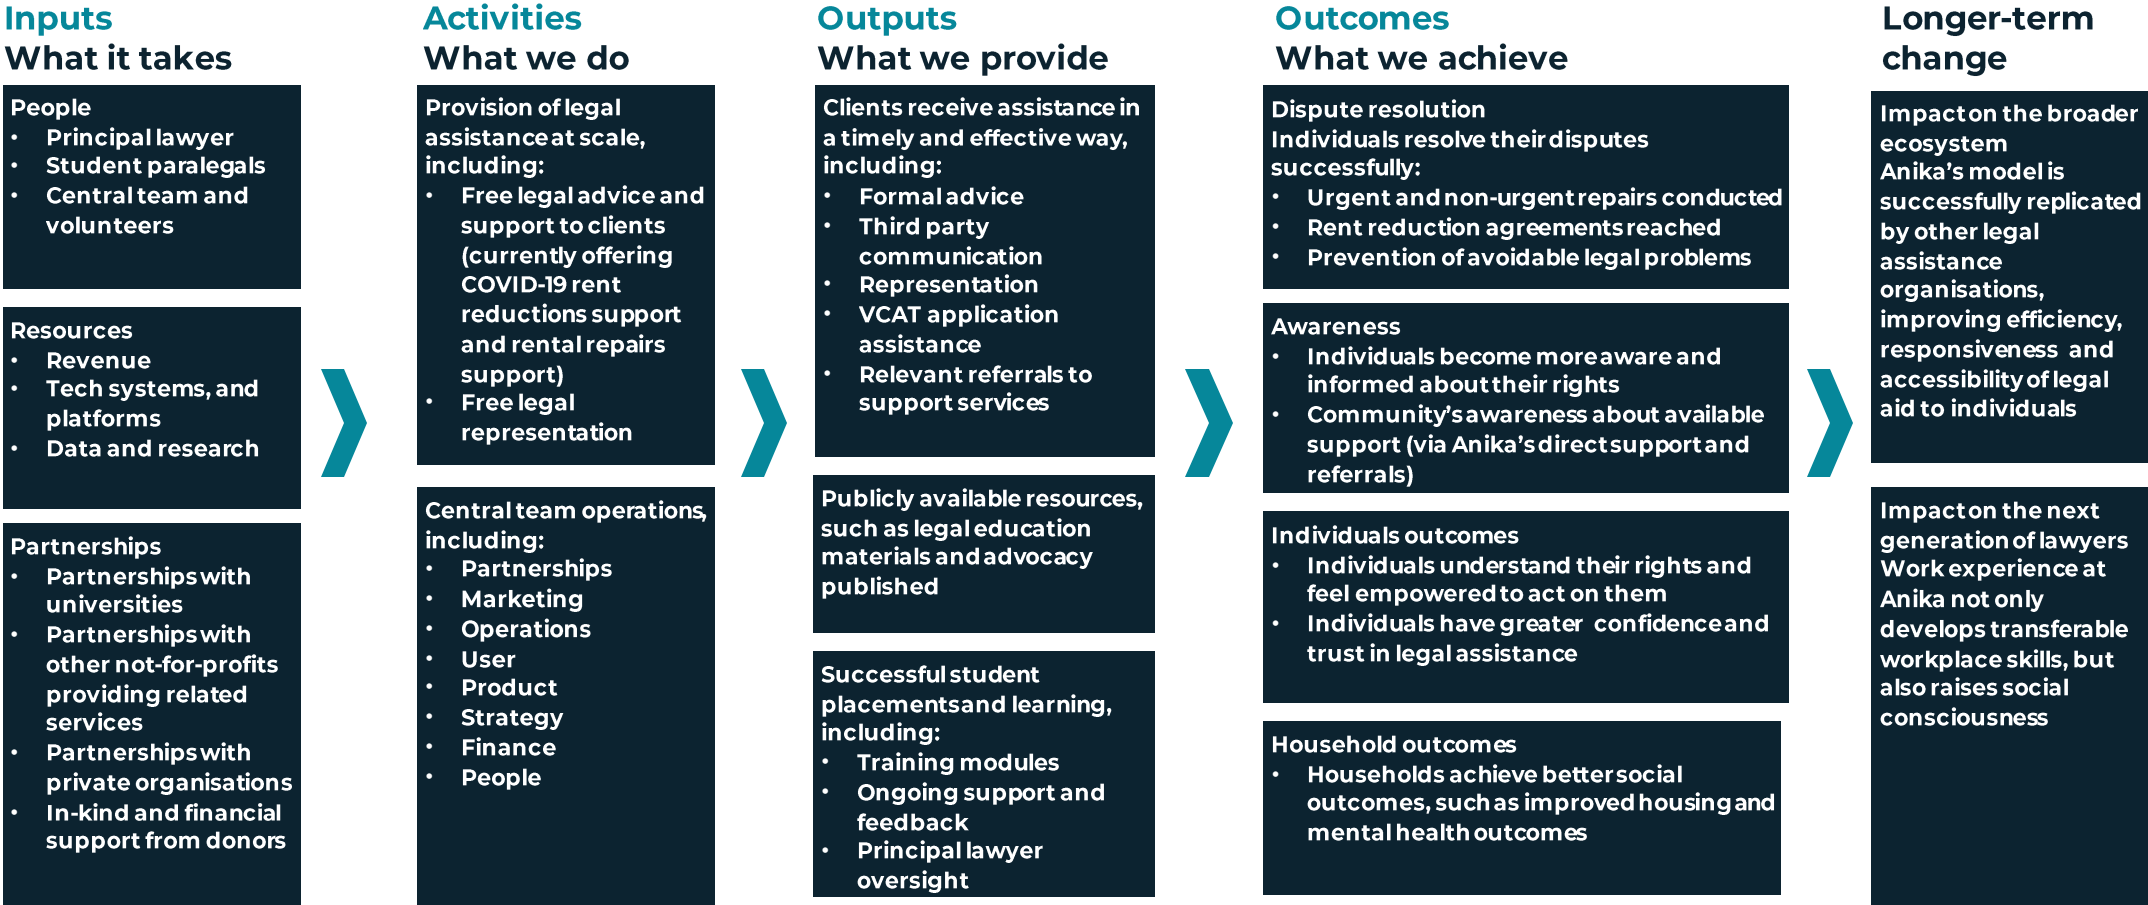 Inputs
What it takes
People
• Principal lawyer
• Student paralegals
• Central team and
volunteers
Resources
• Revenue
• Tech systems, and
platforms
• Data and research
Partnerships
• Partnerships with
universities
• Partnerships with
other not-for-profits
providing related
services
• Partnerships with
private organisations
• In-kind and financial
support from donors
Activities
What we do
Provision of legal
assistance at scale,
including:
• Free legal advice and
support to clients
(currently offering
COVID-19 rent
reductions support
and rental repairs
support)
• Free legal
representation
Central team operations,
including:
• Partnerships
• Marketing
• Operations
• User
• Product
• Strategy
• Finance
• People
Outputs
What we provide
Clients receive assistance in
a timely and effective way,
including:
• Formal advice
• Third party
communication
• Representation
• VCAT application
assistance
• Relevant referrals to
support services
Publicly available resources,
such as legal education
materials and advocacy
published
Successful student
placements and learning,
including:
• Training modules
• Ongoing support and
feedback
• Principal lawyer
oversight
Outcomes
What we achieve
Dispute resolution
Individuals resolve their disputes
successfully:
• Urgent and non-urgent repairs conducted
• Rent reduction agreements reached
• Prevention of avoidable legal problems
Awareness
• Individuals become more aware and
informed about their rights
• Community's awareness about available
support (via Anika's direct support and
referrals)
Individuals outcomes
• Individuals understand their rights and
feel empowered to act on them
• Individuals have greater confidence and
trust in legal assistance
Household outcomes
• Households achieve better social
outcomes, such as improved housing and
mental health outcomes
Longer-term
change
Impact on the broader
ecosystem
Anika's model is
successfully replicated
by other legal
assistance
organisations,
improving efficiency,
responsiveness and
accessibility of legal
aid to individuals
Impact on the next
generation of lawyers
Work experience at
Anika not only
develops transferable
workplace skills, but
also raises social
consciousness